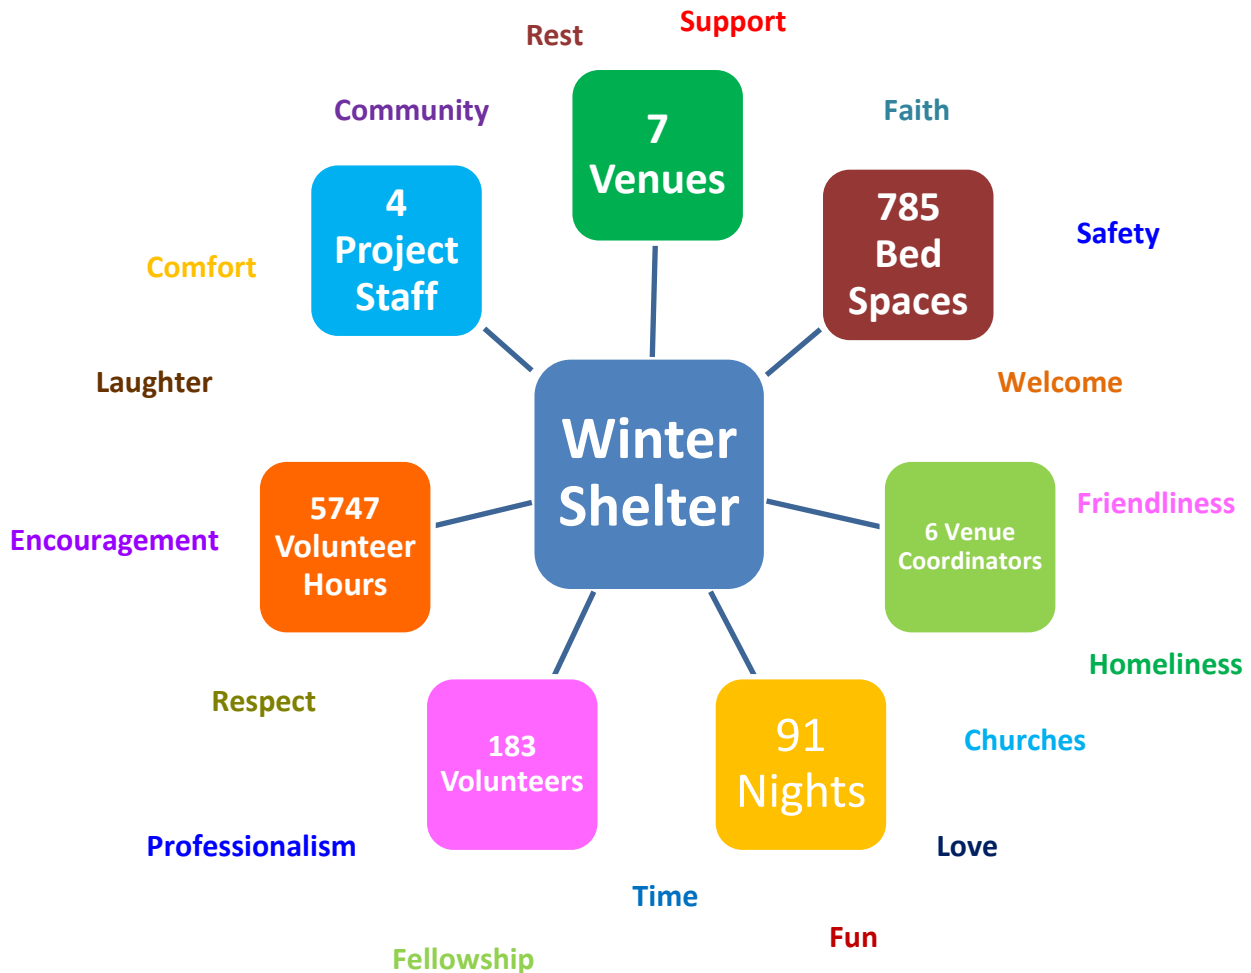 Support
Rest
Community
Faith
7
Venues
4
Project
Staff
785
Bed
Spaces
Safety
Comfort
Laughter
Welcome
Winter
Shelter
5747
Volunteer
Hours
Encouragement
Friendliness
6 Venue
Coordinators
Homeliness
Respect
183
Volunteers
91
Nights
Churches
Professionalism
Love
Time
Fun
Fellowship